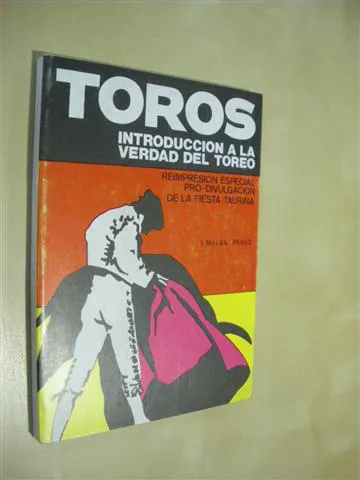 TOROS
INTRODUCCION A LA
VERDAD DEL TOREO
REIMPRESION ESPECIAL
PRO-DIVULGACION
DE LA FIESTA TAURINA
I. MULAS PEREZ